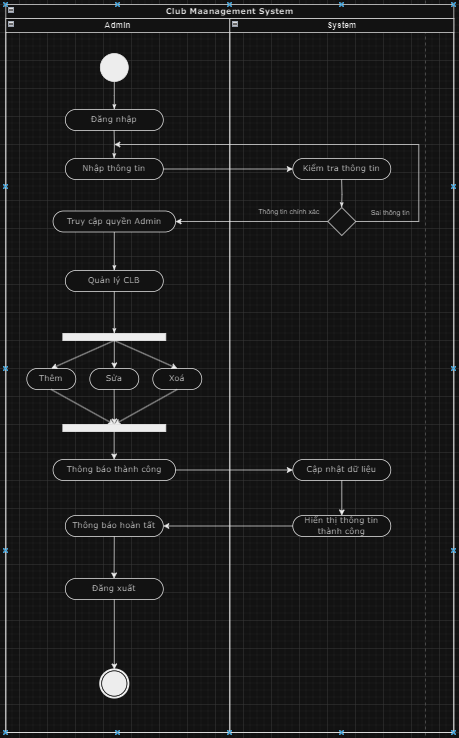 Club Maanagement System
Admin
System
Đăng nhập
Nhập thông tin
Kiểm tra thông tin
Thông tin chính xác
Sai thông tin
Truy cập quyền Admin
Quản lý CLB
Thêm
Sửa
Xoá
Thông báo thành công
Cập nhật dữ liệu
Thông báo hoàn tất
Hiển thị thông tin
thành công
Đăng xuất